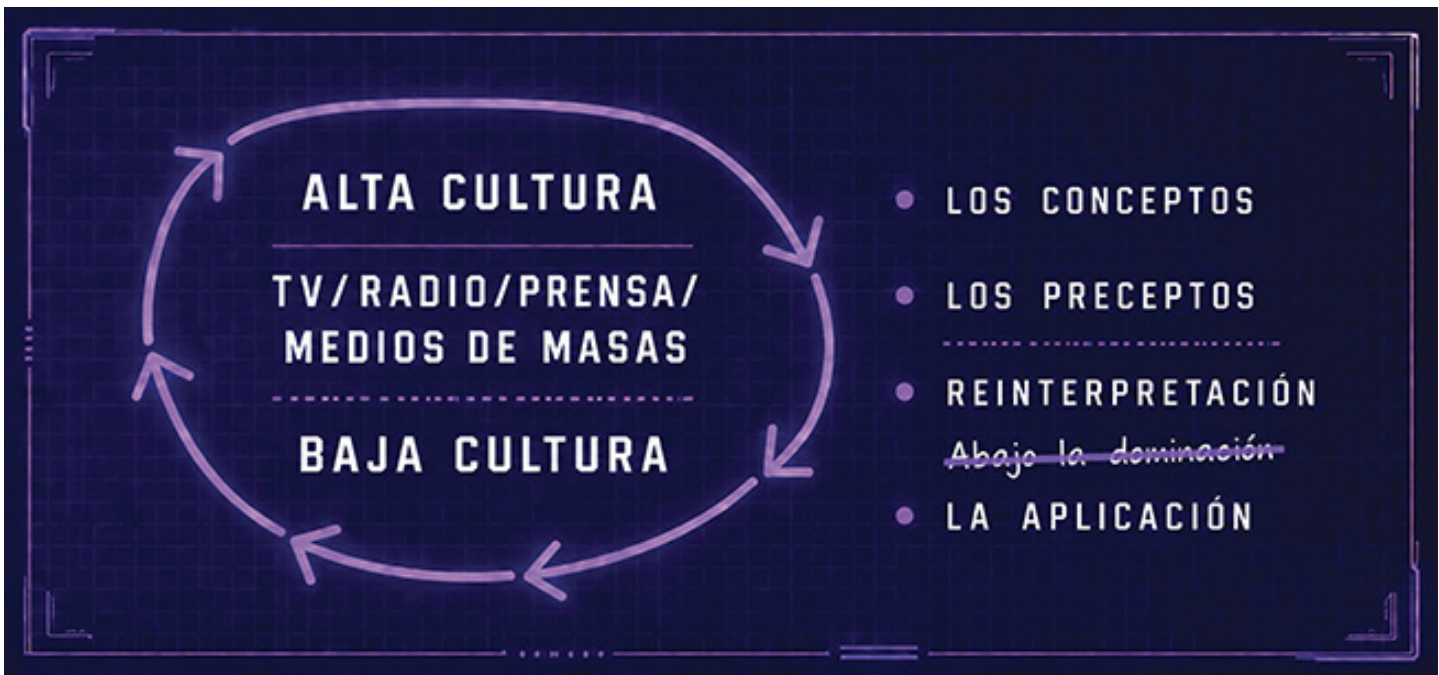 ALTA CULTURA
TV/RADIO/PRENSA/
MEDIOS DE MASAS
BAJA CULTURA
LOS CONCEPTOS
LOS PRECEPTOS
REINTERPRETACIÓN
Abajo la dominación
LA APLICACIÓN